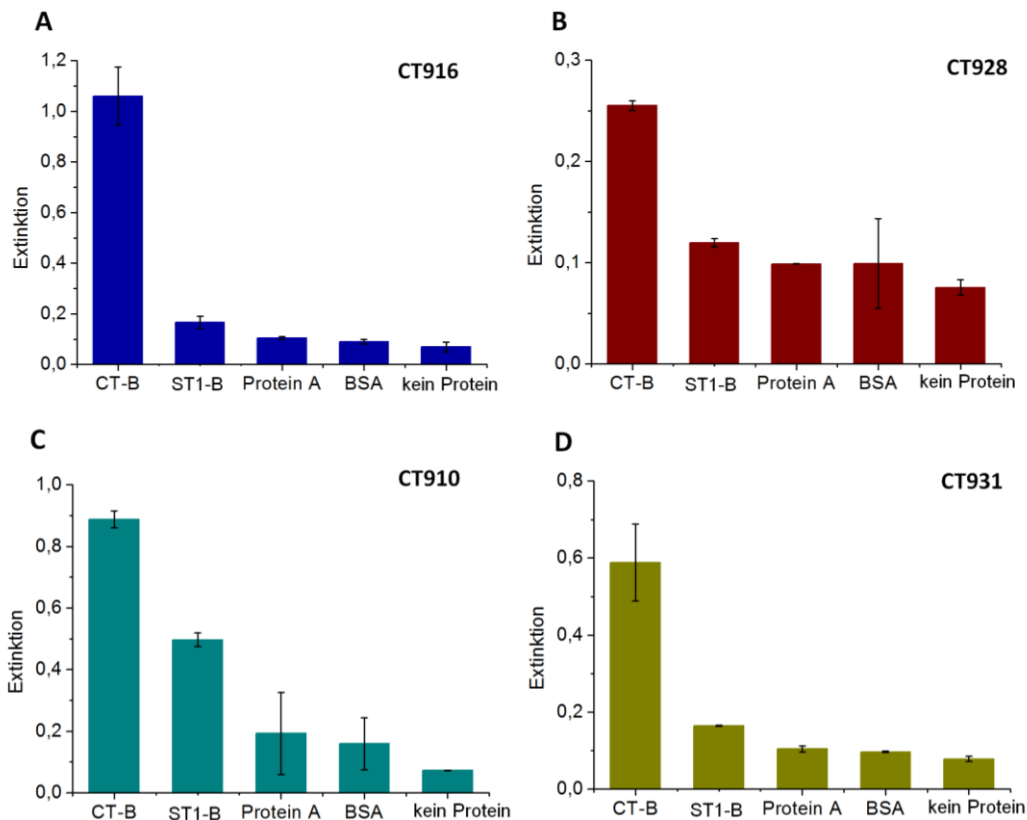 A
CT916
1,2
1,0
0,8
0,6
0,4
0,2
0,0
Extinktion
CT-B ST1-B Protein A BSA kein Protein
B
CT928
0,3
0,2
0,1
0,0
Extinktion
CT-B ST1-B Protein A BSA kein Protein
C
CT910
1,0
0,8
0,6
0,4
0,2
0,0
Extinktion
CT-B ST1-B Protein A BSA kein Protein
D
CT931
0,8
0,6
0,4
0,2
0,0
Extinktion
CT-B ST1-B Protein A BSA kein Protein